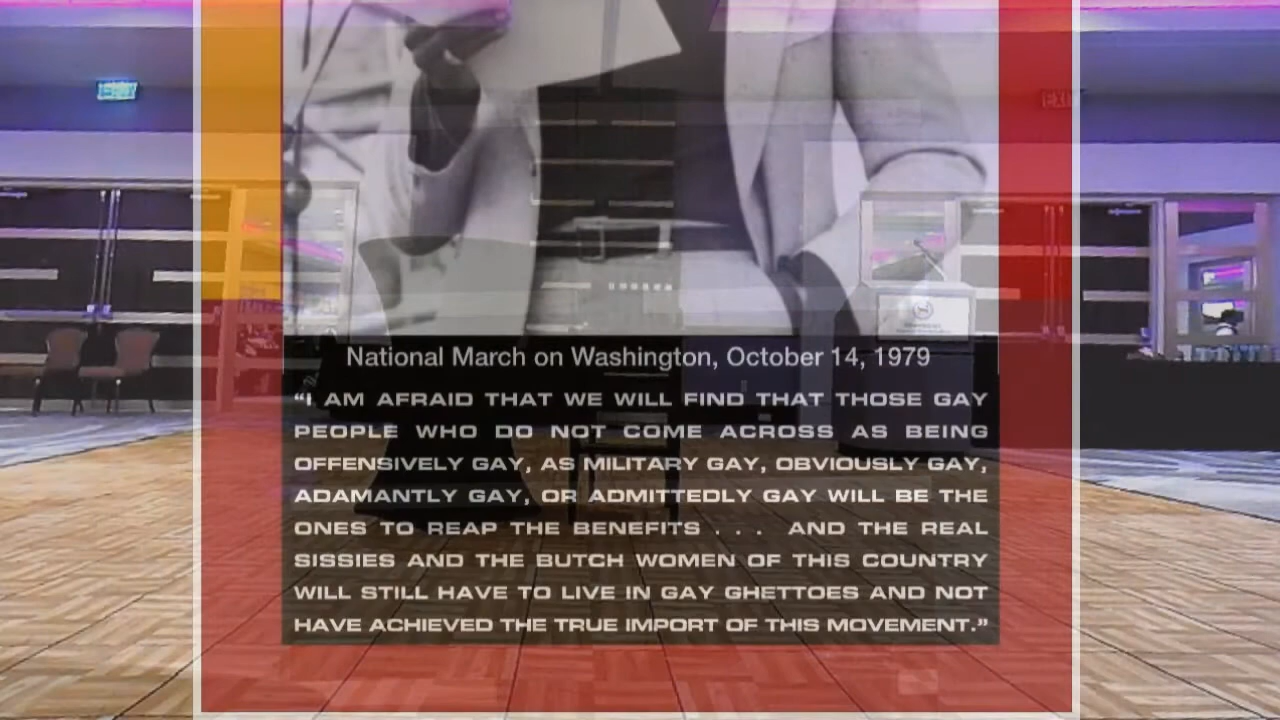 EXIT
National March on Washington, October 14, 1979
“I AM AFRAID THAT WE WILL FIND THAT THOSE GAY
PEOPLE WHO DO NOT COME ACROSS AS BEING
OFFENSIVELY GAY, AS MILITARY GAY, OBVIOUSLY GAY,
ADAMANTLY GAY, OR ADMITTEDLY GAY WILL BE THE
ONES TO REAP THE BENEFITS . . . AND THE REAL
SISSIES AND THE BUTCH WOMEN OF THIS COUNTRY
WILL STILL HAVE TO LIVE IN GAY GHETTOES AND NOT
HAVE ACHIEVED THE TRUE IMPORT OF THIS MOVEMENT.”